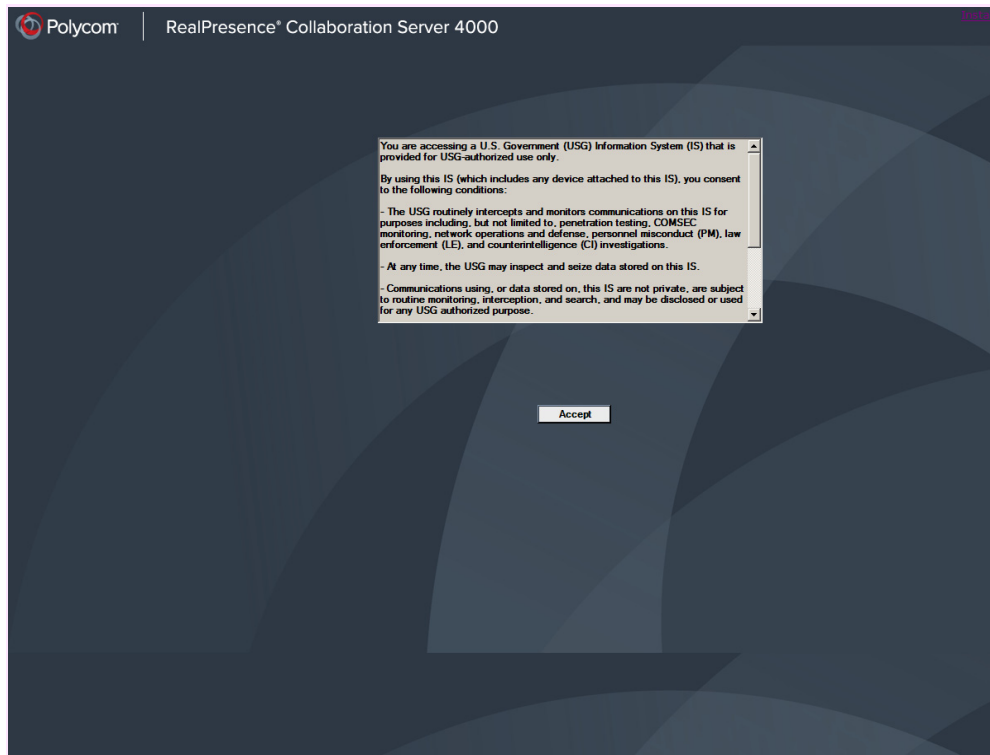 Polycom
RealPresence® Collaboration Server 4000
You are accessing a U.S. Government (USG) Information System (IS) that is
provided for USG-authorized use only.
By using this IS (which includes any device attached to this IS), you consent
to the following conditions:
- The USG routinely intercepts and monitors communications on this IS for
purposes including, but not limited to, penetration testing, COMSEC
monitoring, network operations and defense, personnel misconduct (PM), law
enforcement (LE), and counterintelligence (CI) investigations.
- At any time, the USG may inspect and seize data stored on this IS.
- Communications using, or data stored on, this IS are not private, are subject
to routine monitoring, interception, and search, and may be disclosed or used
for any USG authorized purpose.
Accept